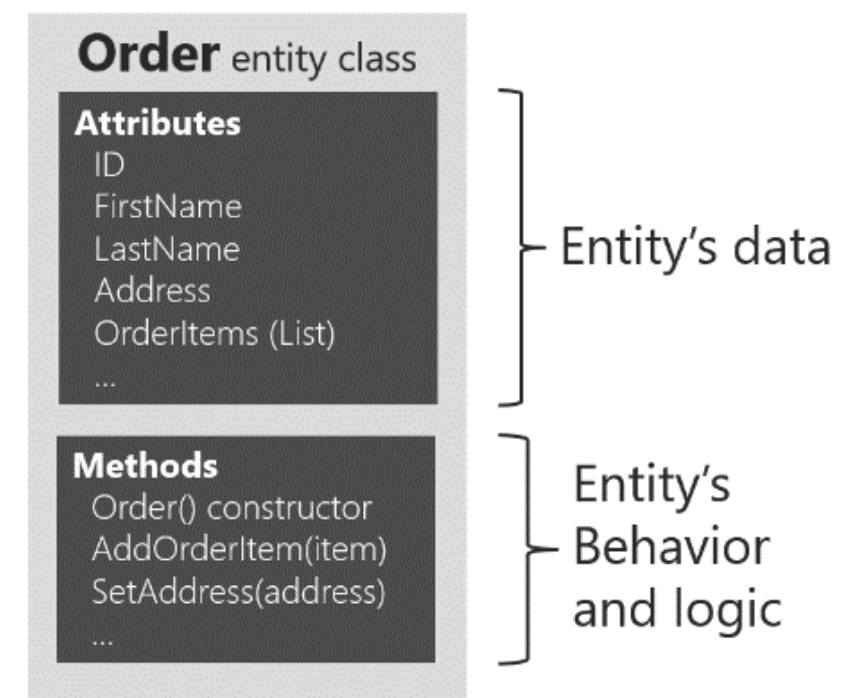 Order entity class
Attributes
ID
FirstName
LastName
Address
OrderItems (List)
...
Entity's data
Methods
Order() constructor
AddOrderItem(item)
SetAddress(address)
...
Entity's
Behavior
and logic